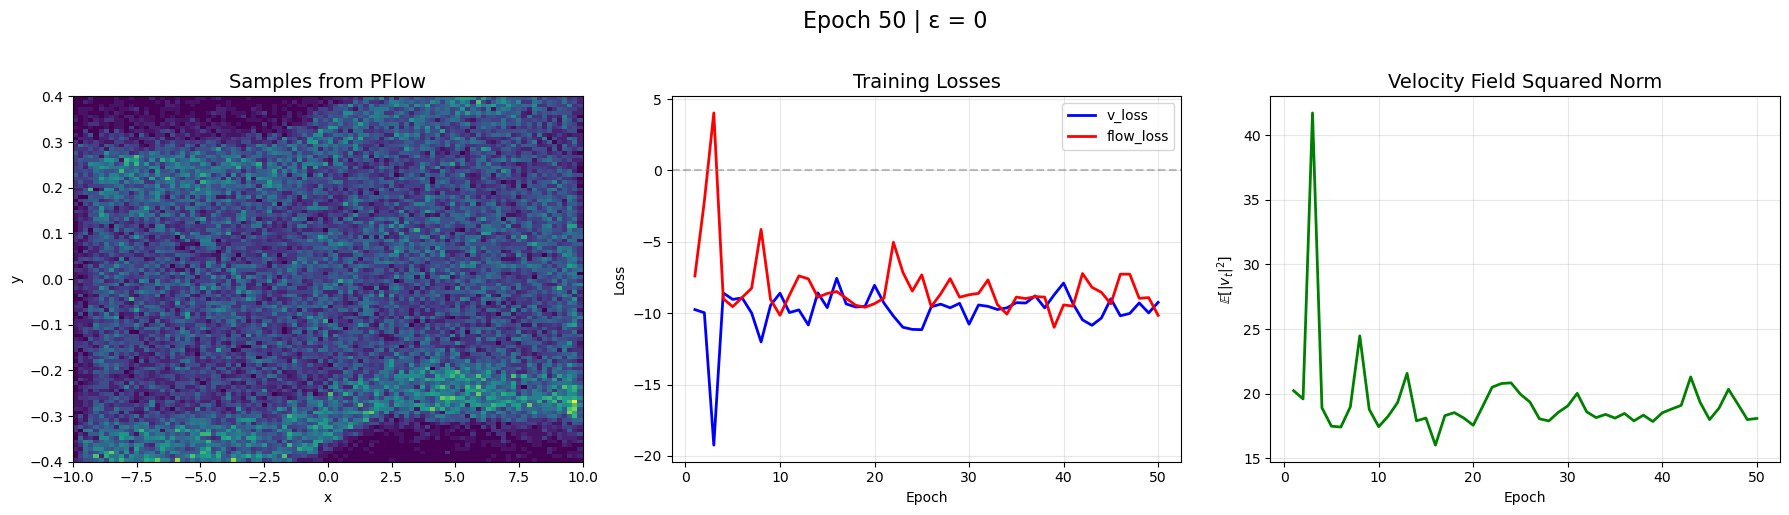 Epoch 50 | ε = 0
Samples from PFlow
0.4
0.3
0.2
0.1
0.0
−0.1
−0.2
−0.3
−0.4
y
−10.0 −7.5 −5.0 −2.5 0.0 2.5 5.0 7.5 10.0
x
Training Losses
v_loss
flow_loss
5
0
−5
−10
−15
−20
Loss
0 10 20 30 40 50
Epoch
Velocity Field Squared Norm
40
35
30
25
20
15
𝔼[|v_t|²]
0 10 20 30 40 50
Epoch